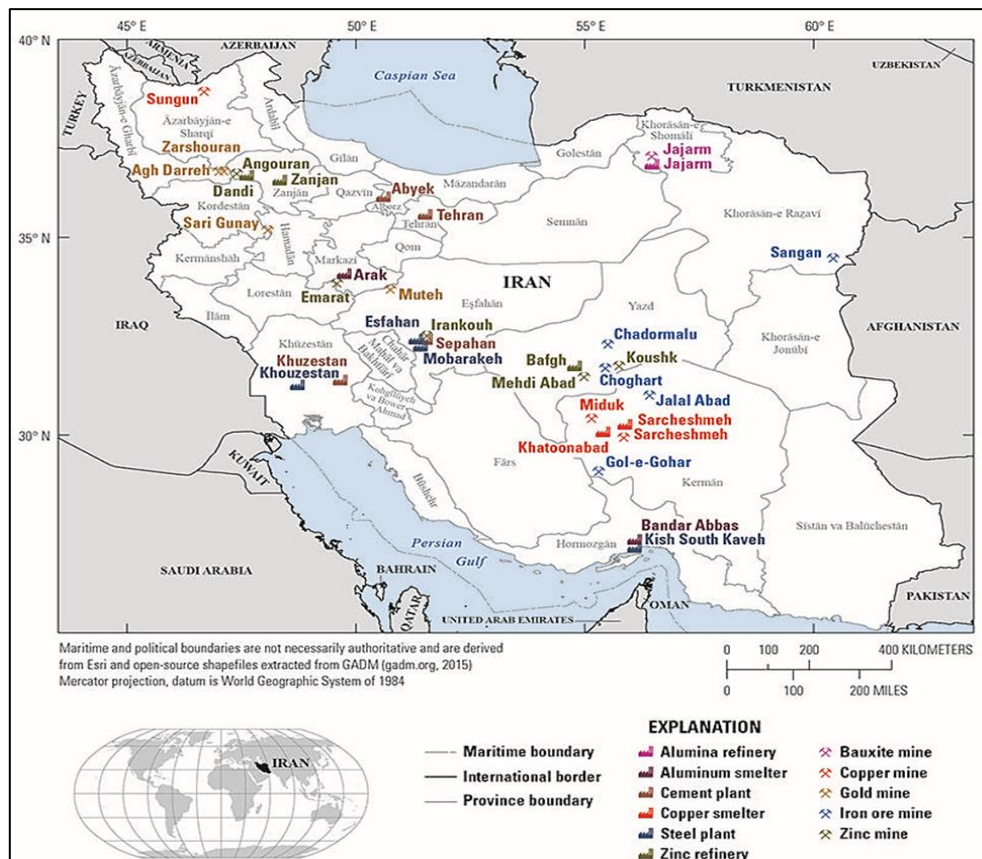 45° E
50° E
55° E
60° E
40° N
35° N
30° N
ARMENIA
AZERBAIJAN
AZERBAIJAN
TURKEY
Caspian Sea
UZBEKISTAN
TURKMENISTAN
Sungun
Āzarbāyjān-e Gharbī
Āzarbāyjān-e
Sharqī
Ardabīl
Zarshouran
Agh Darreh
Angouran
Dandi
Zanjan
Zanjān
Gīlān
Qazvīn
Abyek
Alborz
Māzandarān
Tehran
Tehrān
Golestān
Khorāsān-e
Shomālī
Jajarm
Jajarm
Kordestān
Sari Gunay
Hamadān
Qom
Semnān
Khorāsān-e Raẓavī
Sangan
Kermānshāh
Markazī
Arak
Emarat
Muteh
IRAN
Eşfahān
Lorestān
Īlām
IRAQ
Yazd
AFGHANISTAN
Khorāsān-e
Jonūbī
Esfahan
Irankouh
Sepahan
Mobarakeh
Chadormalu
Khūzestān
Chahār
Maḩāll va
Bakhtīārī
Khuzestan
Khouzestan
Bafgh
Koushk
Mehdi Abad
Choghart
Jalal Abad
Kohgīlūyeh
va Bowyer
Aḩmad
Miduk
Sarcheshmeh
Sarcheshmeh
Khatoonabad
Fārs
Gol-e-Gohar
Kermān
KUWAIT
Būshehr
Sīstān va Balūchestān
Bandar Abbas
Kish South Kaveh
Hormozgān
Persian
Gulf
SAUDI ARABIA
BAHRAIN
QATAR
UNITED ARAB EMIRATES
OMAN
PAKISTAN
Maritime and political boundaries are not necessarily authoritative and are derived
from Esri and open-source shapefiles extracted from GADM (gadm.org, 2015)
Mercator projection, datum is World Geographic System of 1984
0 100 200 400 KILOMETERS
0 100 200 MILES
IRAN
Maritime boundary
International border
Province boundary
EXPLANATION
Alumina refinery
Aluminum smelter
Cement plant
Copper smelter
Steel plant
Zinc refinery
Bauxite mine
Copper mine
Gold mine
Iron ore mine
Zinc mine